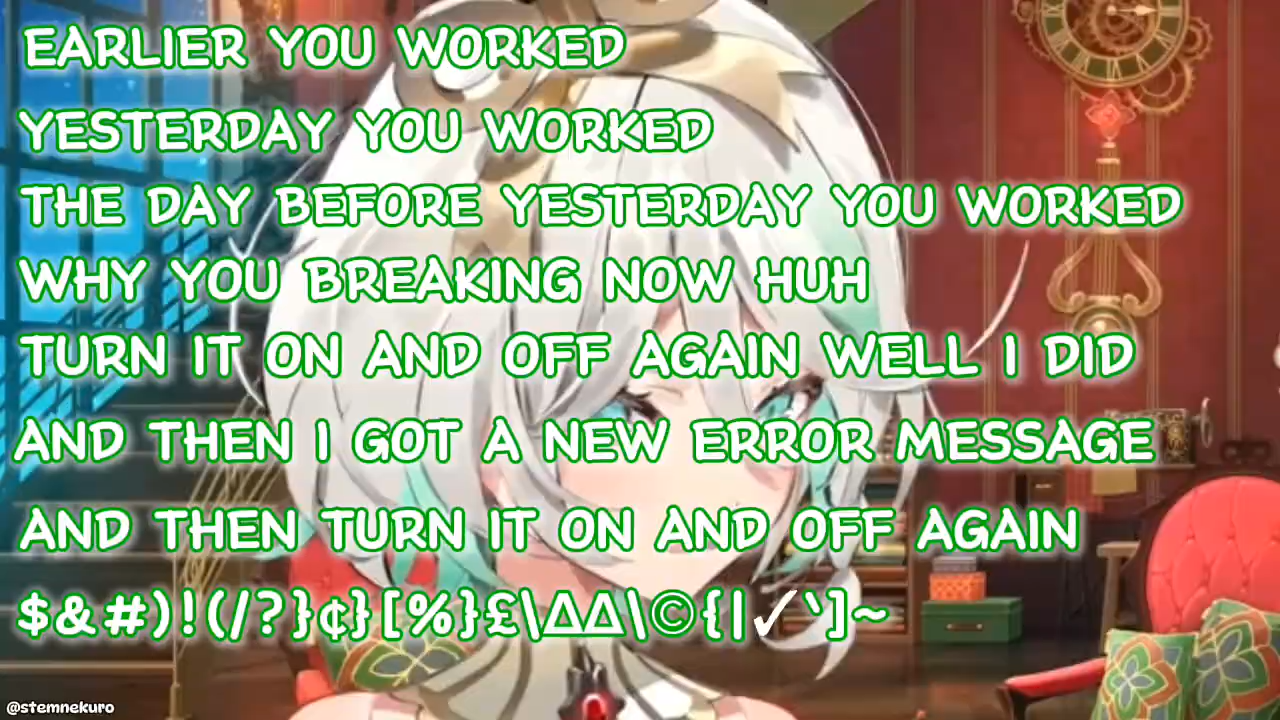 EARLIER YOU WORKED
YESTERDAY YOU WORKED
THE DAY BEFORE YESTERDAY YOU WORKED
WHY YOU BREAKING NOW HUH
TURN IT ON AND OFF AGAIN WELL I DID
AND THEN I GOT A NEW ERROR MESSAGE
AND THEN TURN IT ON AND OFF AGAIN
$&#)!(/?}¢}[%}£\∆∆\©{|✓`]~
@stemnekuro